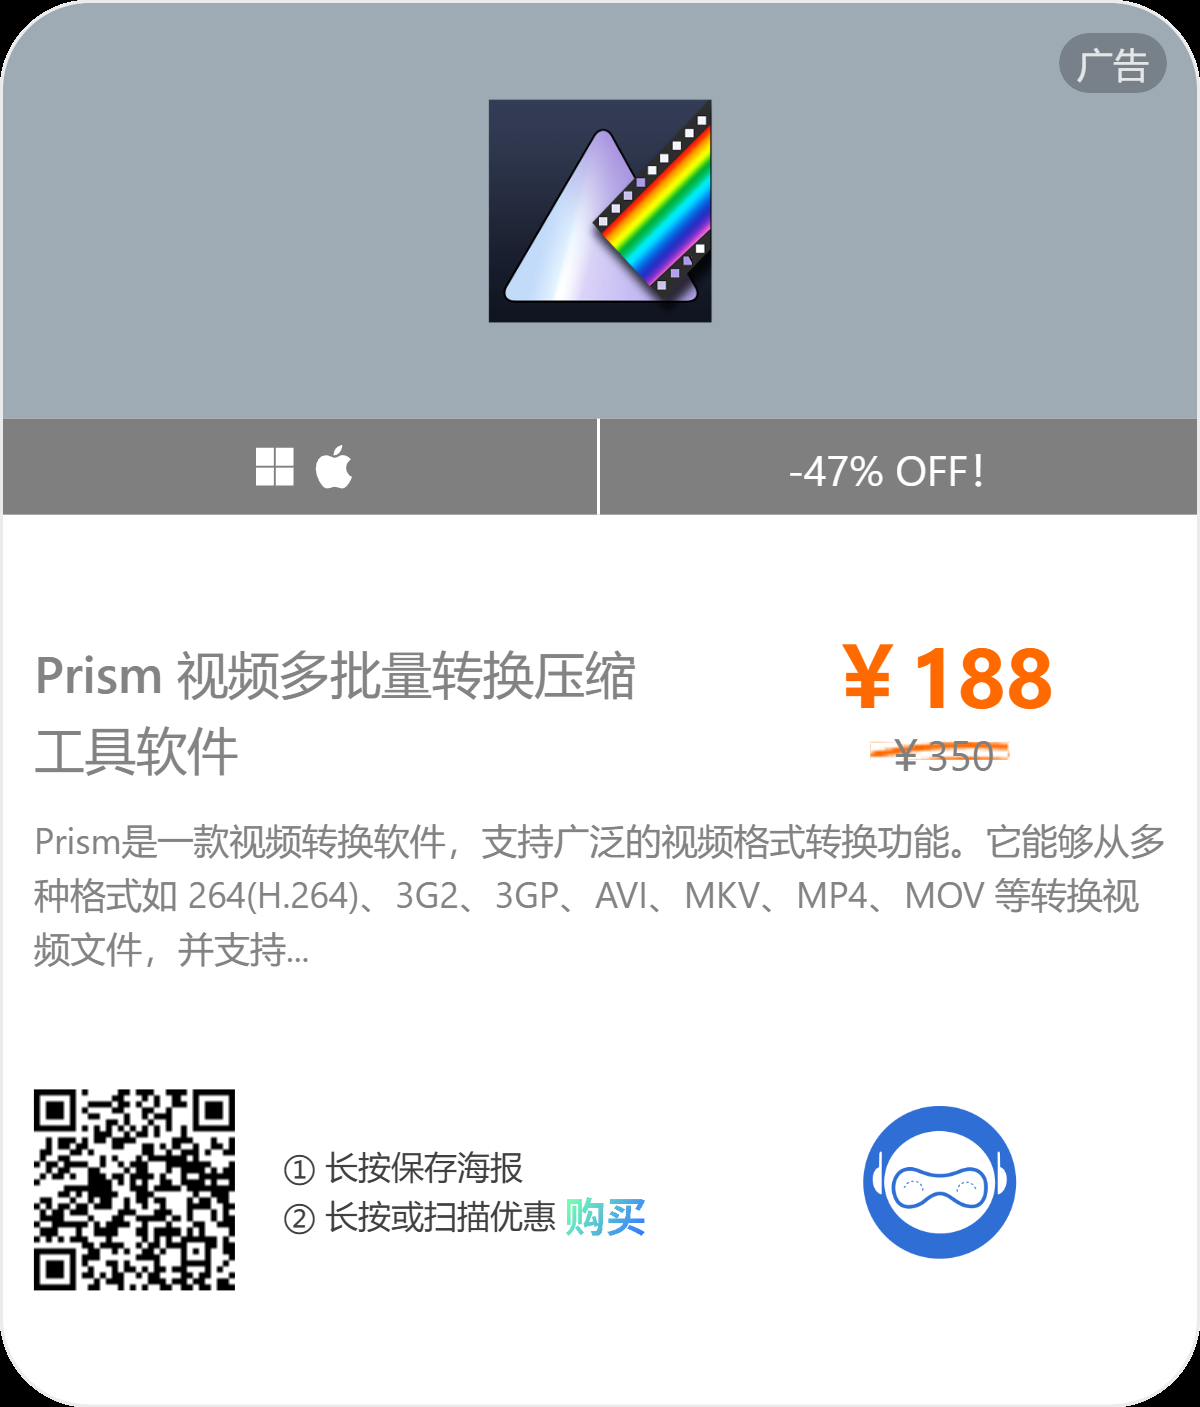 广告
-47% OFF!
Prism 视频多批量转换压缩
工具软件
¥188
¥350
Prism是一款视频转换软件，支持广泛的视频格式转换功能。它能够从多
种格式如 264(H.264)、3G2、3GP、AVI、MKV、MP4、MOV 等转换视
频文件，并支持...
① 长按保存海报
② 长按或扫描优惠 购买